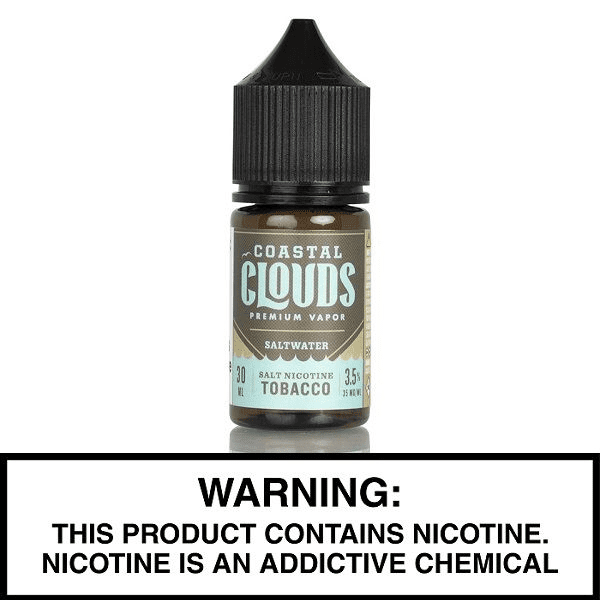 COASTAL
CLOUDS
PREMIUM VAPOR
SALTWATER
30
ML
SALT NICOTINE
TOBACCO
3.5%
35 MG/ML
WARNING:
THIS PRODUCT CONTAINS NICOTINE.
NICOTINE IS AN ADDICTIVE CHEMICAL